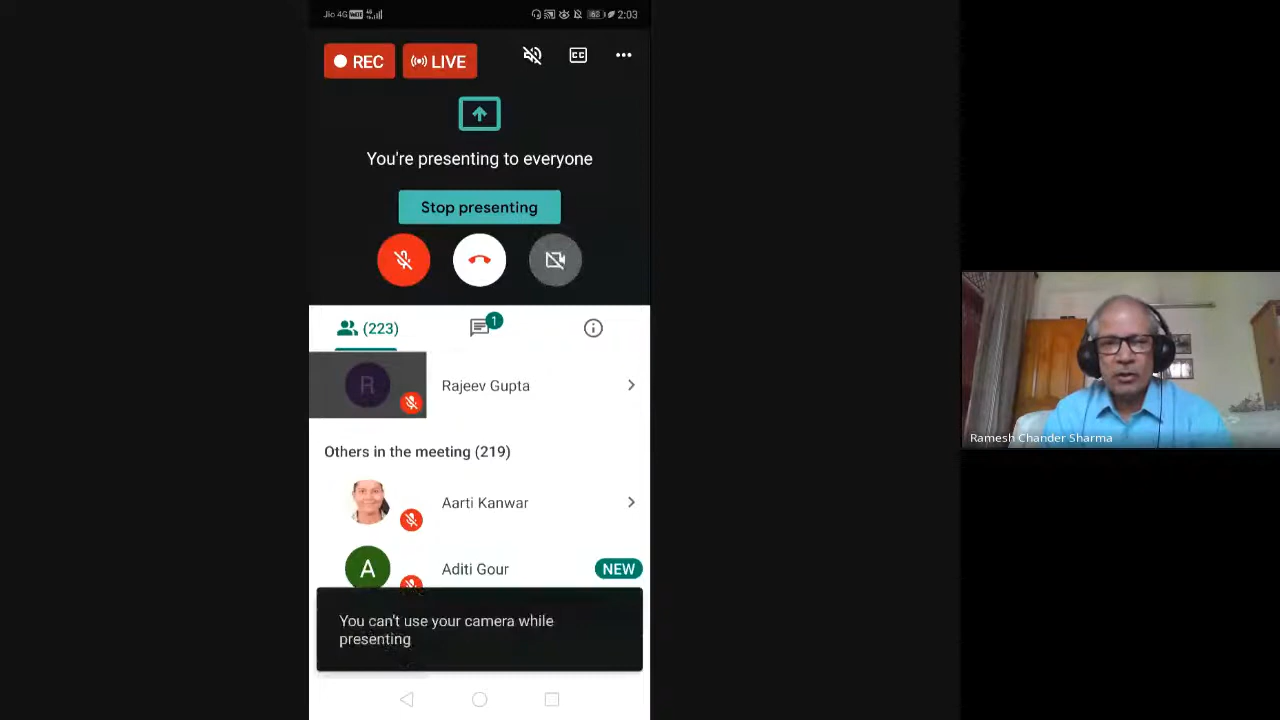 Jio 4G 2:03
REC LIVE CC
You're presenting to everyone
Stop presenting
(223) 1
R Rajeev Gupta
Others in the meeting (219)
Aarti Kanwar
A Aditi Gour NEW
You can't use your camera while
presenting
Ramesh Chander Sharma